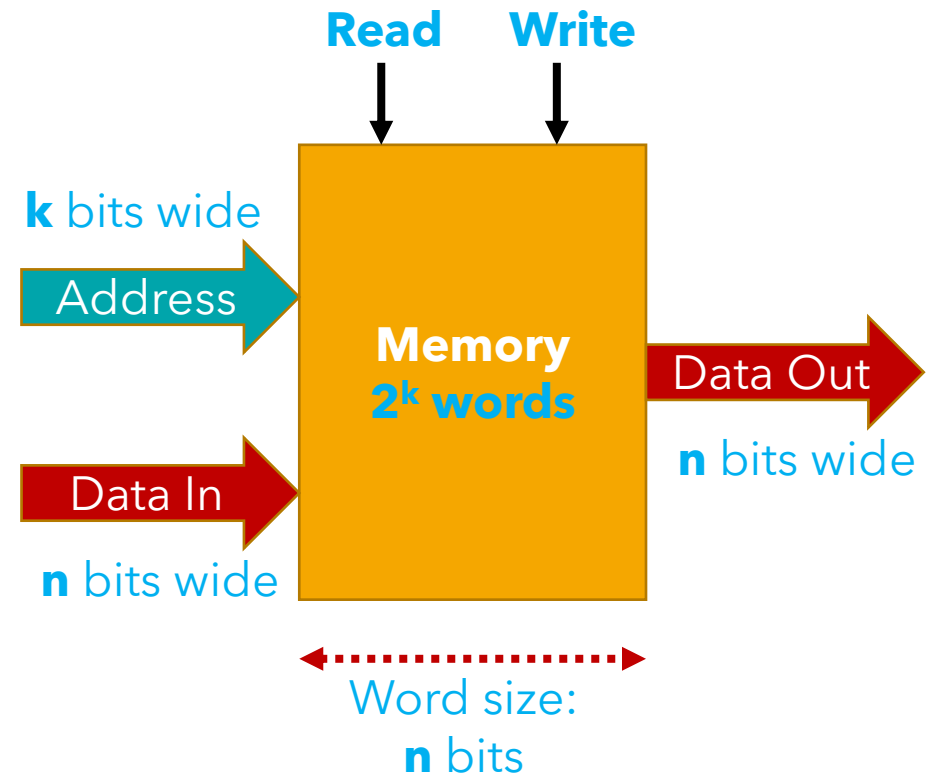 Read Write
k bits wide
Address
Memory
2ᵏ words
Data Out
n bits wide
Data In
n bits wide
Word size:
n bits